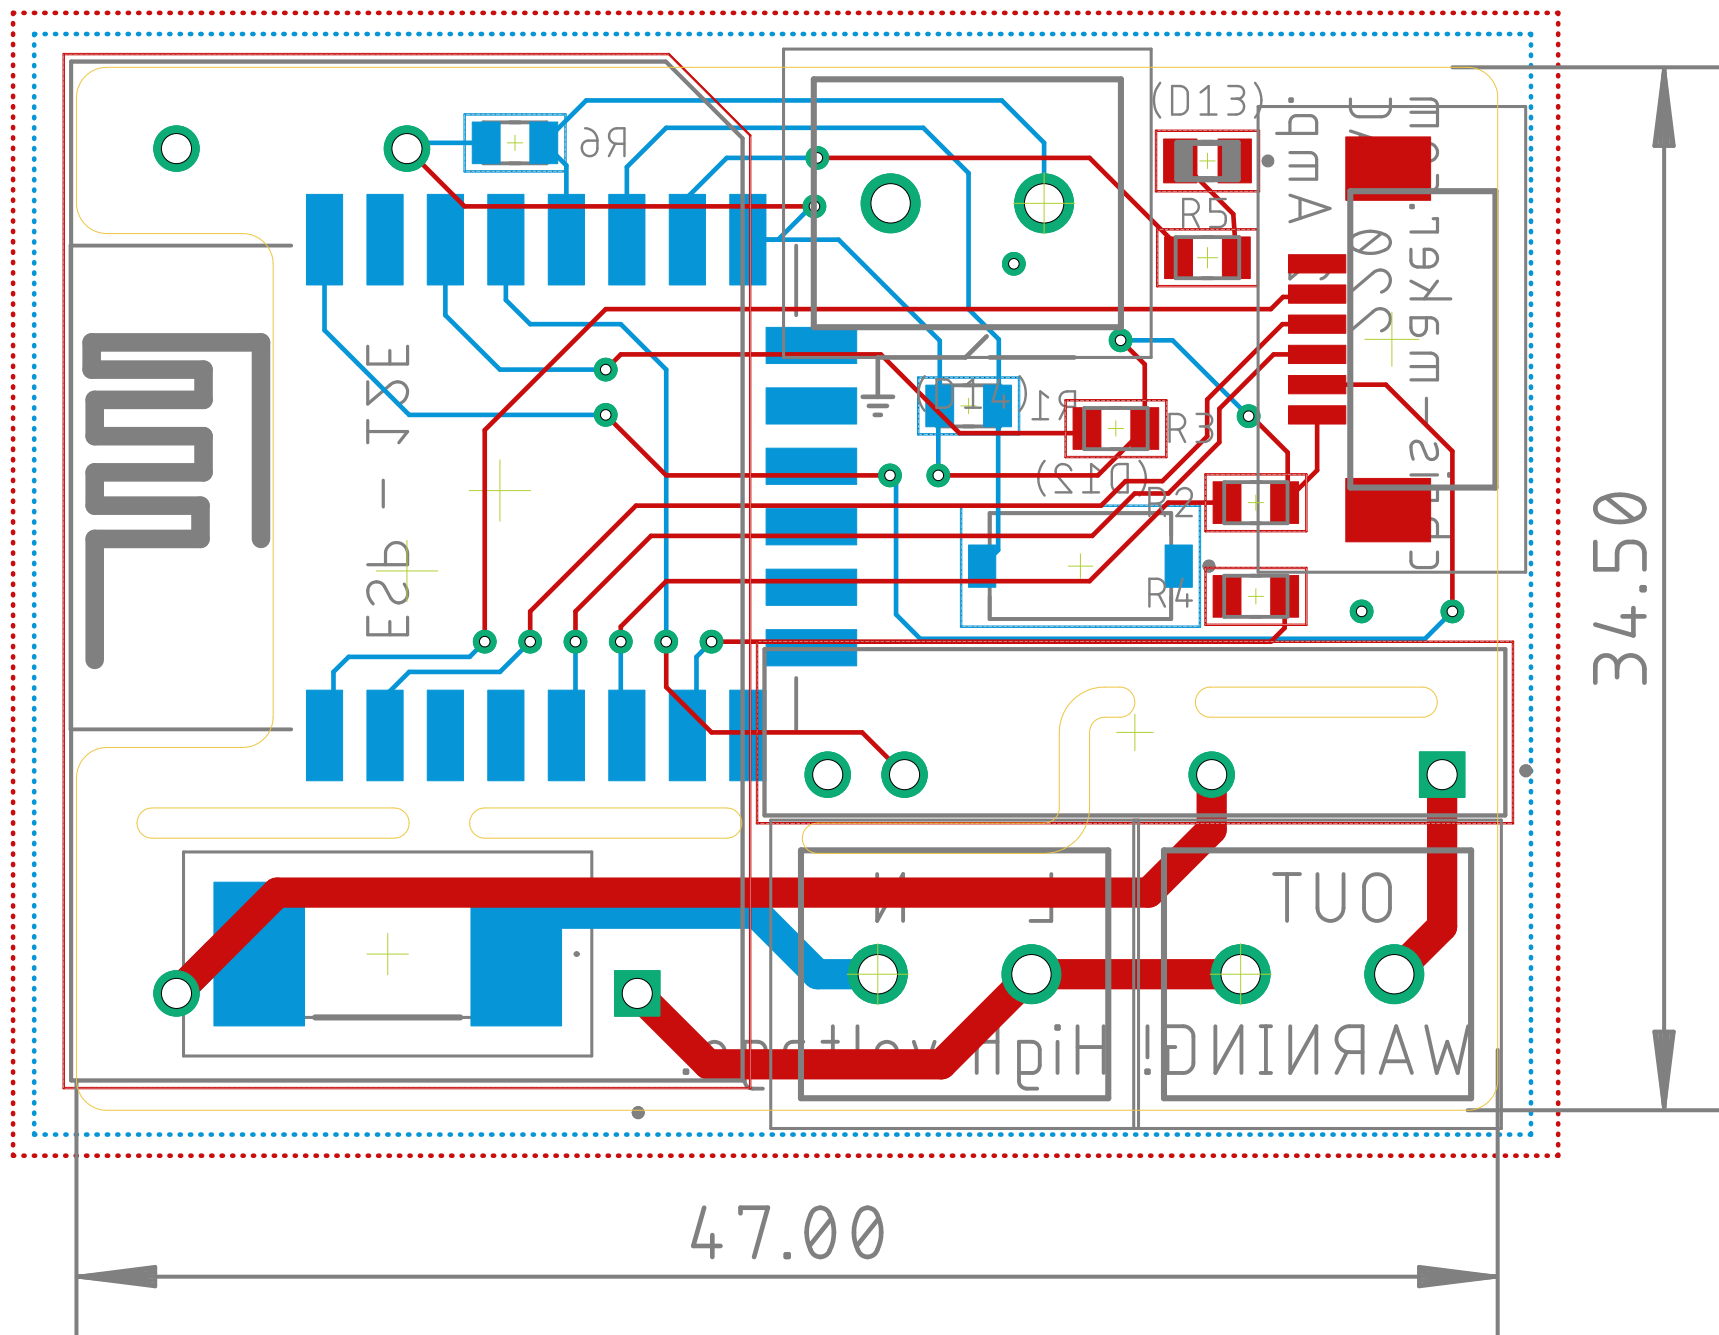 (D13)
R6
R5
ESP - 12E
(D14)
R1
R3
(D12)
R2
R4
34.50
N
L
OUT
WARNING! High voltage.
47.00